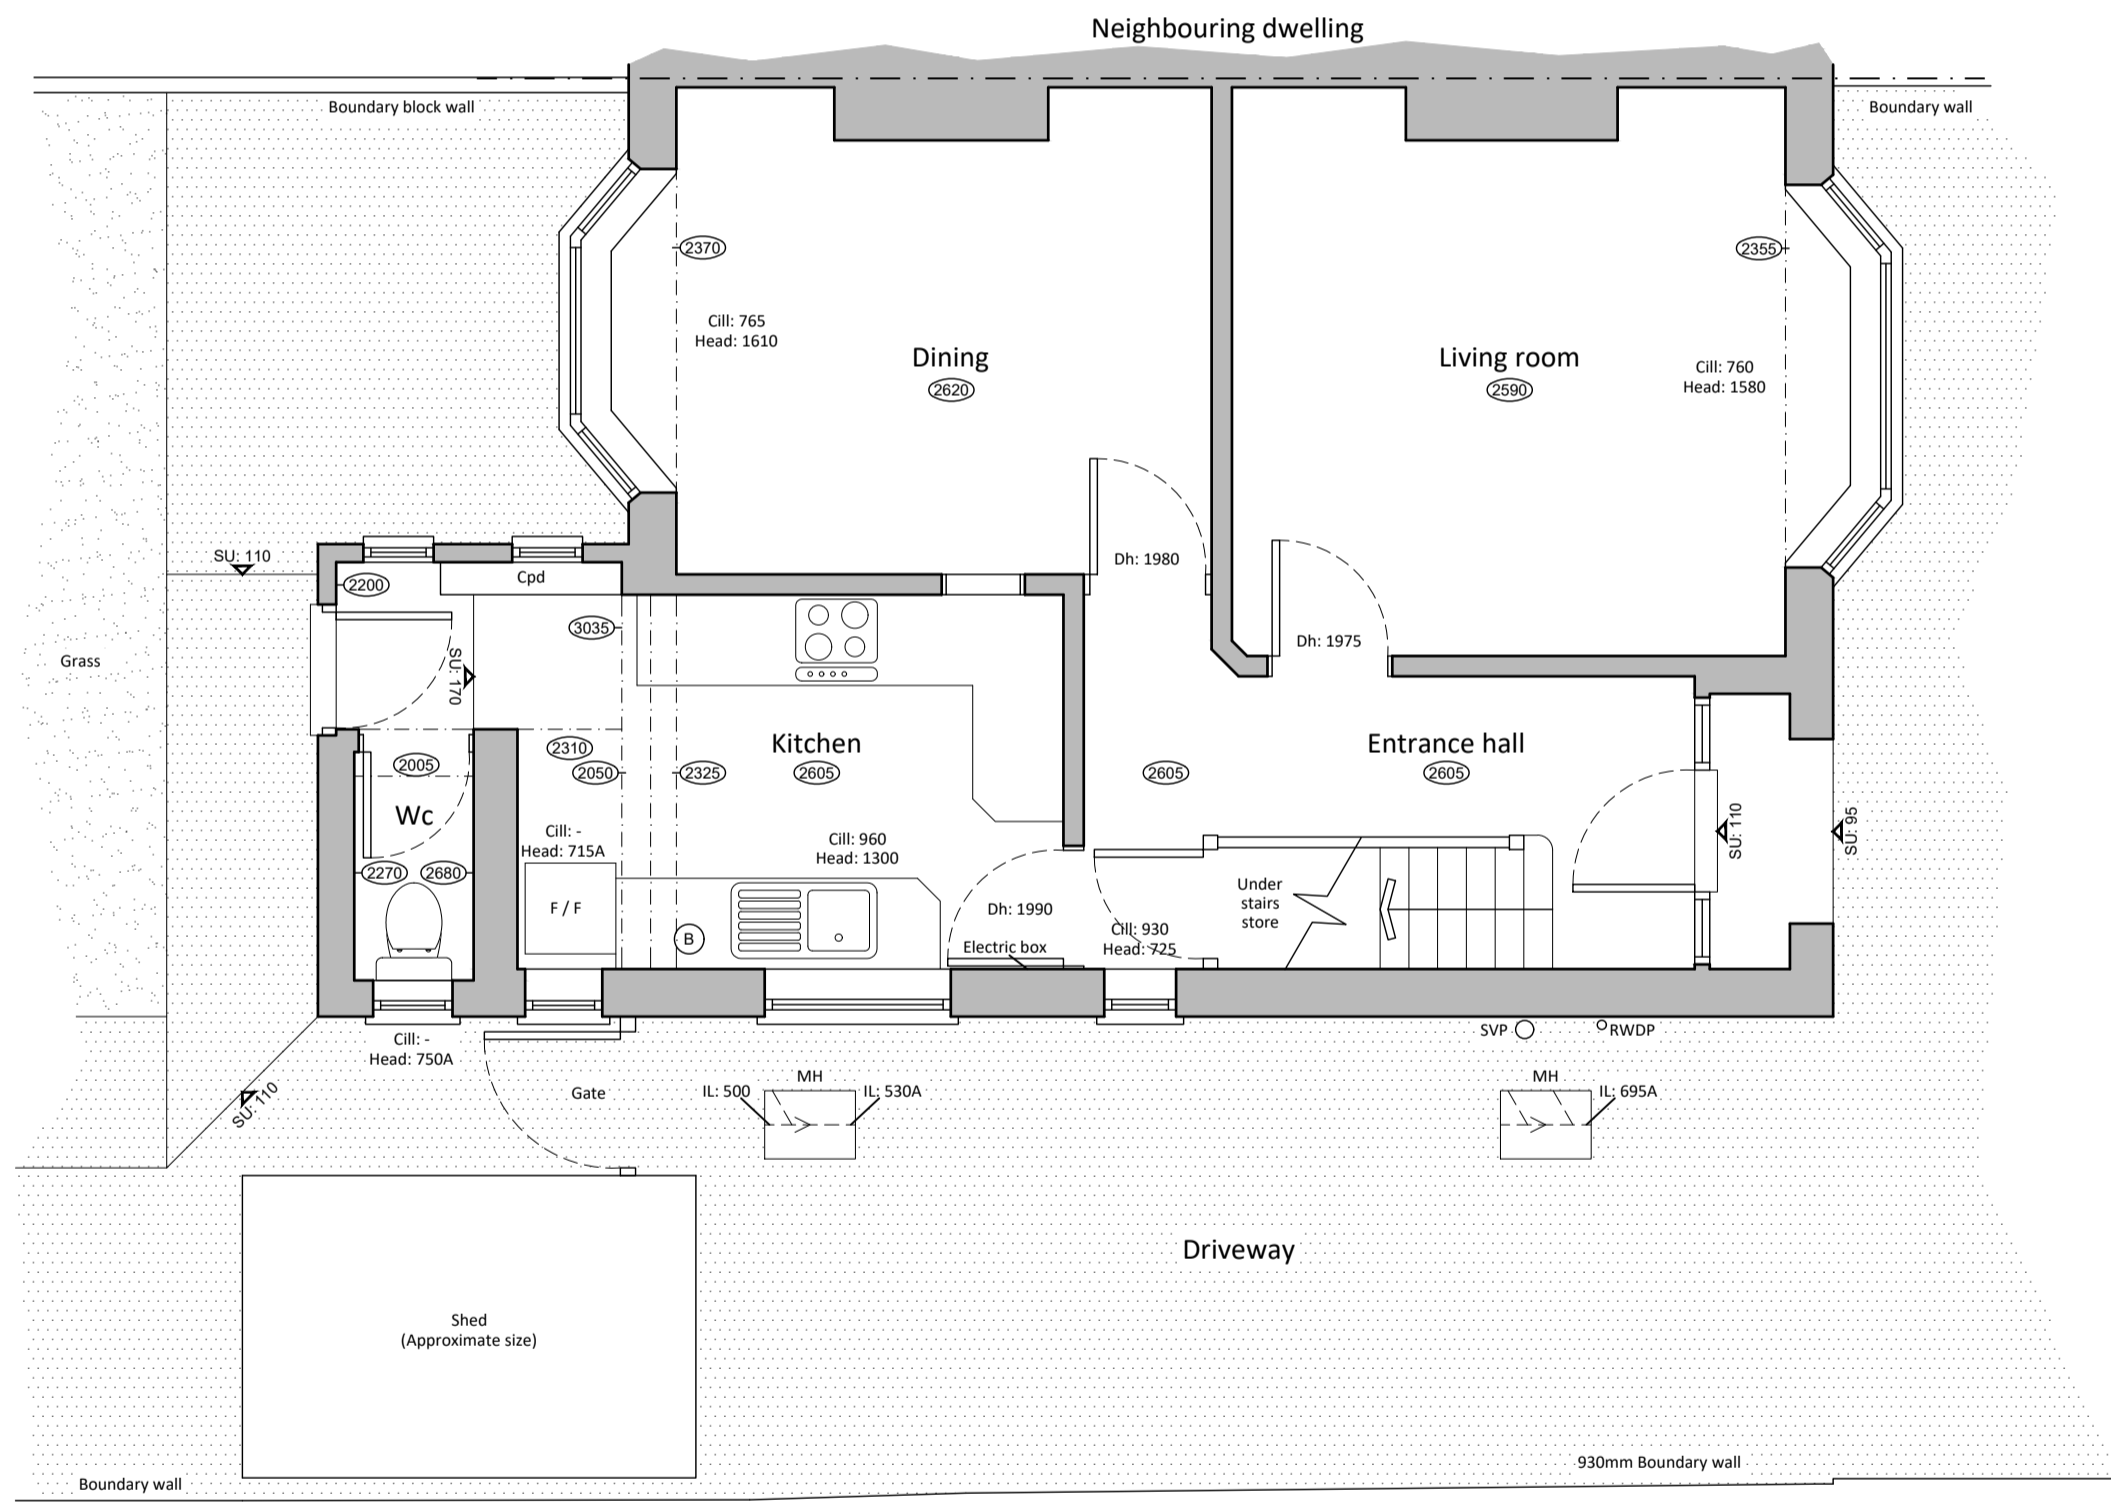 Neighbouring dwelling
Boundary block wall
Boundary wall
2370
2355
Cill: 765
Head: 1610
Dining
2620
Living room
2590
Cill: 760
Head: 1580
SU: 110
2200
Cpd
Dh: 1980
3035
Dh: 1975
Grass
SU: 170
2310
2005
2050
2325
Kitchen
2605
2605
Entrance hall
2605
Wc
Cill: -
Head: 715A
Cill: 960
Head: 1300
SU: 110
SU: 95
2270
2680
F / F
Under
stairs
store
Dh: 1990
B
Electric box
Cill: 930
Head: 725
Cill: -
Head: 750A
SVP
RWDP
SU: 110
Gate
MH
IL: 500
IL: 530A
MH
IL: 695A
Driveway
Shed
(Approximate size)
930mm Boundary wall
Boundary wall